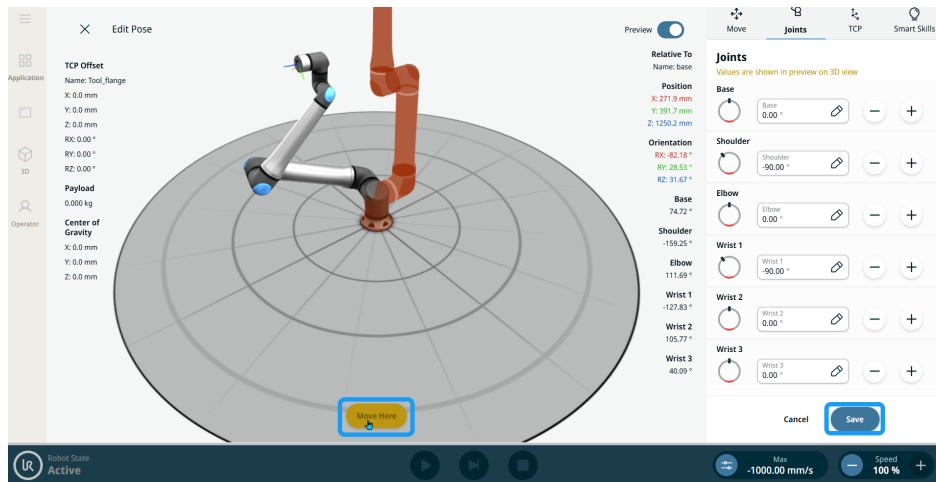 Edit Pose
Preview
Move
Joints
TCP
Smart Skills
Application
3D
Operator
TCP Offset
Name: Tool_flange
X: 0.0 mm
Y: 0.0 mm
Z: 0.0 mm
RX: 0.00 °
RY: 0.00 °
RZ: 0.00 °
Payload
0.000 kg
Center of
Gravity
X: 0.0 mm
Y: 0.0 mm
Z: 0.0 mm
Move Here
Relative To
Name: base
Position
X: 271.9 mm
Y: 391.7 mm
Z: 1250.2 mm
Orientation
RX: -82.18 °
RY: 28.53 °
RZ: 31.67 °
Base
74.72 °
Shoulder
-159.25 °
Elbow
111.69 °
Wrist 1
-127.83 °
Wrist 2
105.77 °
Wrist 3
40.09 °
Joints
Values are shown in preview on 3D view
Base
Base
0.00 °
Shoulder
Shoulder
-90.00 °
Elbow
Elbow
0.00 °
Wrist 1
Wrist 1
-90.00 °
Wrist 2
Wrist 2
0.00 °
Wrist 3
Wrist 3
0.00 °
Cancel
Save
UR
Robot State
Active
Max
-1000.00 mm/s
Speed
100 %